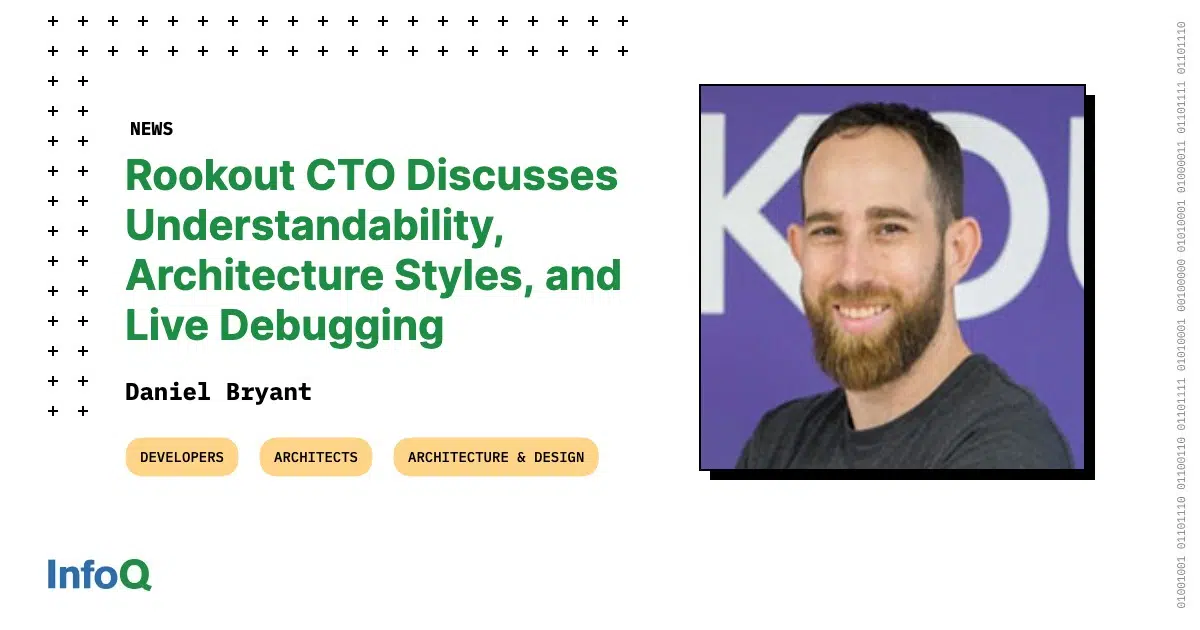 NEWS
Rookout CTO Discusses
Understandability,
Architecture Styles, and
Live Debugging
Daniel Bryant
DEVELOPERS
ARCHITECTS
ARCHITECTURE & DESIGN
InfoQ
KOU
01001001 01101110 01100110 01101111 01010001 00100000 01010001 01000011 01101111 01101110